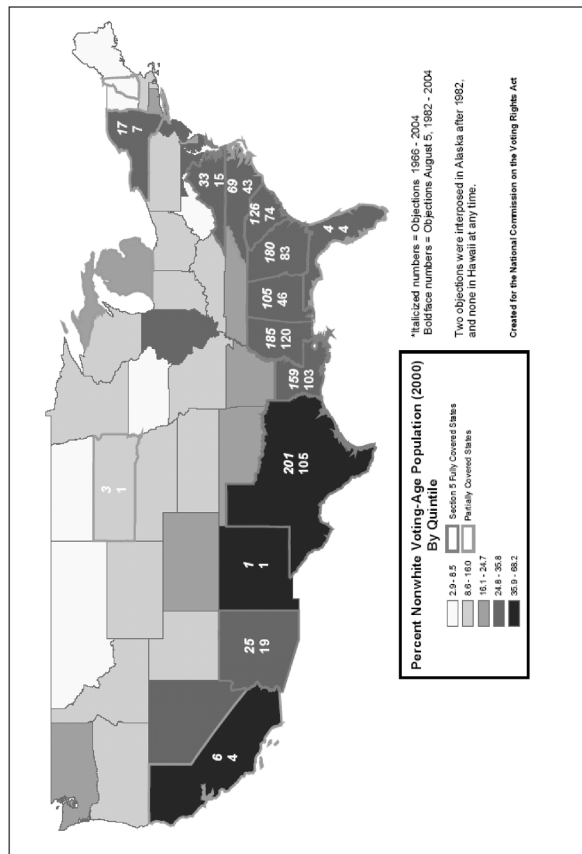 17
7
3
1
33
15
69
43
6
4
25
19
1
1
126
74
185
120
105
46
180
83
201
105
159
103
4
4
Percent Nonwhite Voting-Age Population (2000)
By Quintile
2.9 - 8.5
8.6 - 16.0
16.1 - 24.7
24.8 - 35.8
35.9 - 68.2
Section 5 Fully Covered States
Partially Covered States
*Italicized numbers = Objections 1966 - 2004
Boldface numbers = Objections August 5, 1982 - 2004
Two objections were interposed in Alaska after 1982,
and none in Hawaii at any time.
Created for the National Commission on the Voting Rights Act